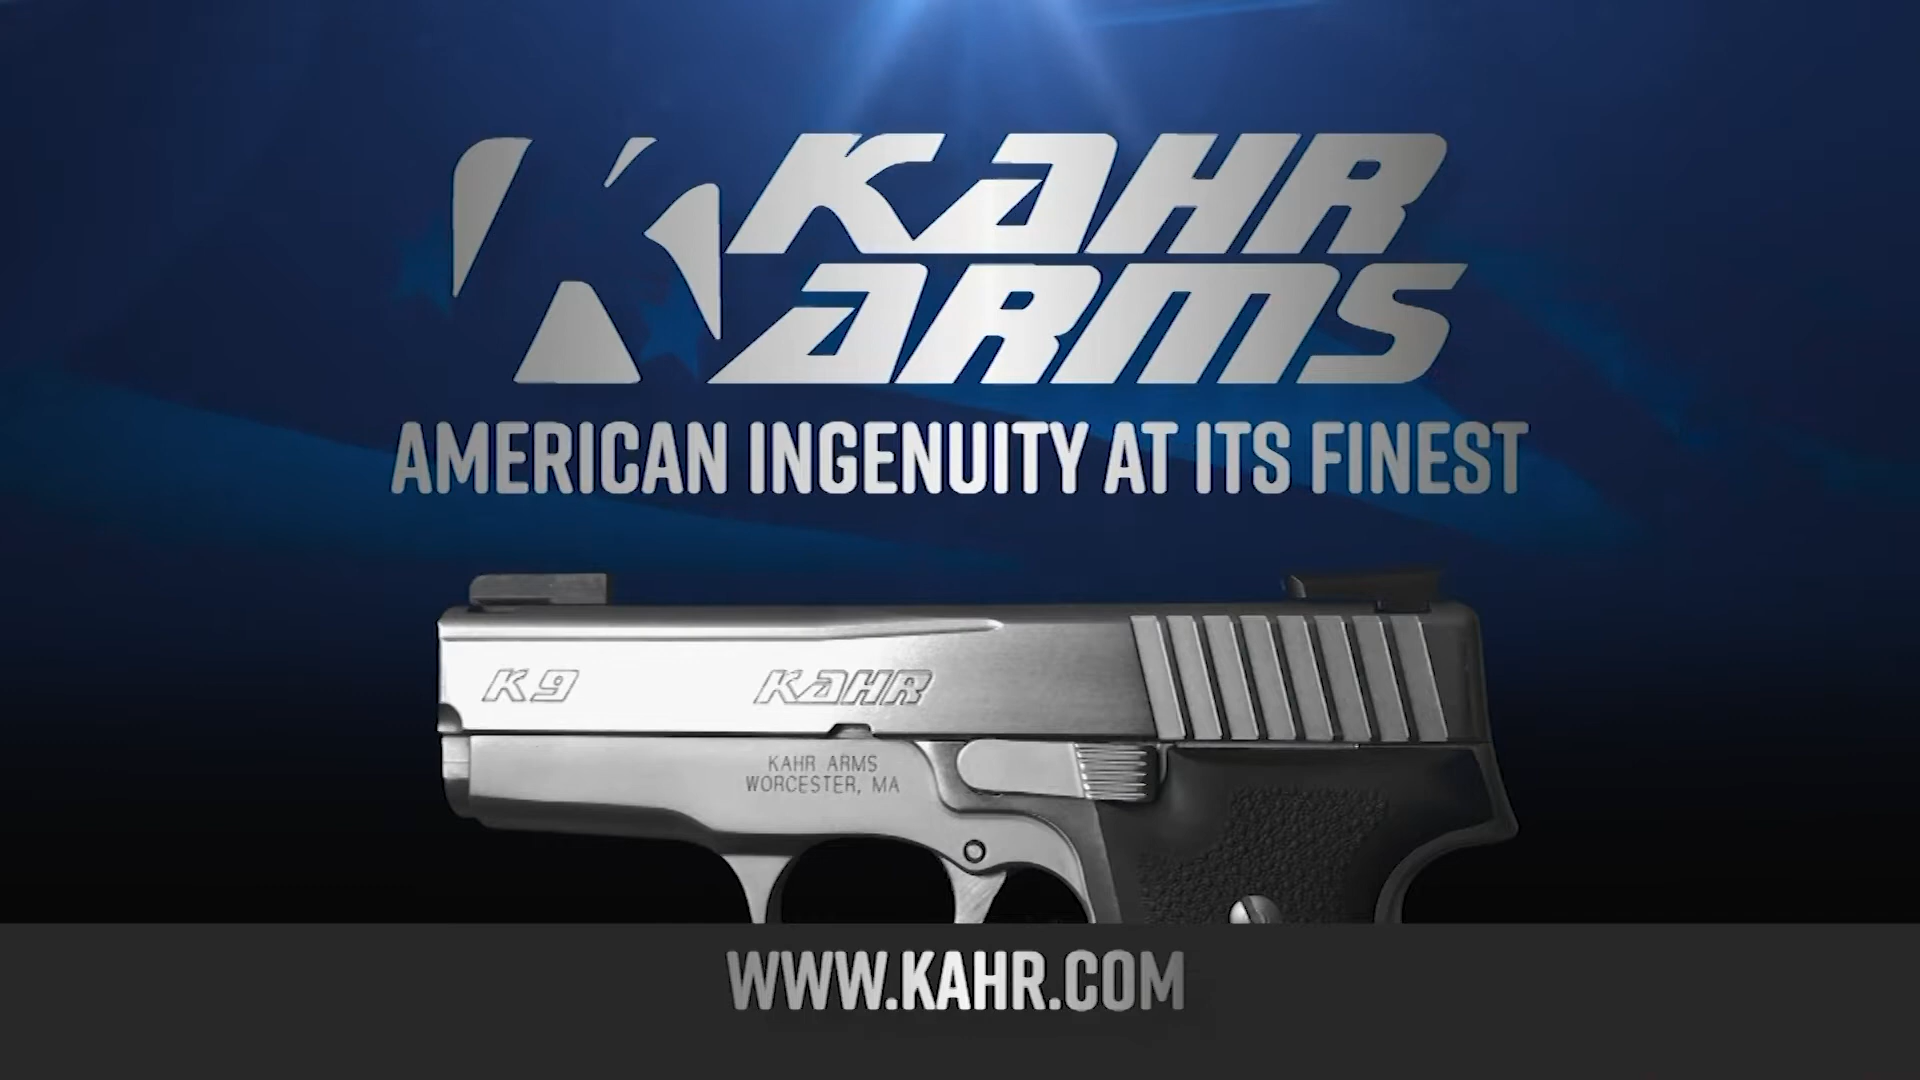 KAHR
ARMS
AMERICAN INGENUITY AT ITS FINEST
K9 KAHR
KAHR ARMS
WORCESTER, MA
WWW.KAHR.COM